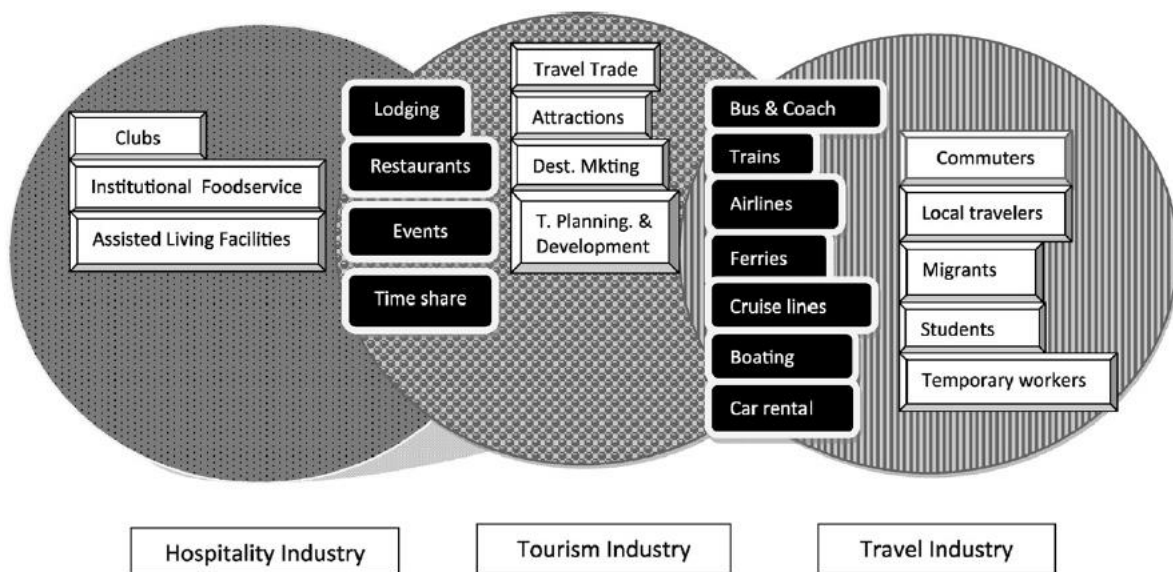 Clubs
Institutional Foodservice
Assisted Living Facilities
Lodging
Restaurants
Events
Time share
Travel Trade
Attractions
Dest. Mkting
T. Planning. &
Development
Bus & Coach
Trains
Airlines
Ferries
Cruise lines
Boating
Car rental
Commuters
Local travelers
Migrants
Students
Temporary workers
Hospitality Industry
Tourism Industry
Travel Industry